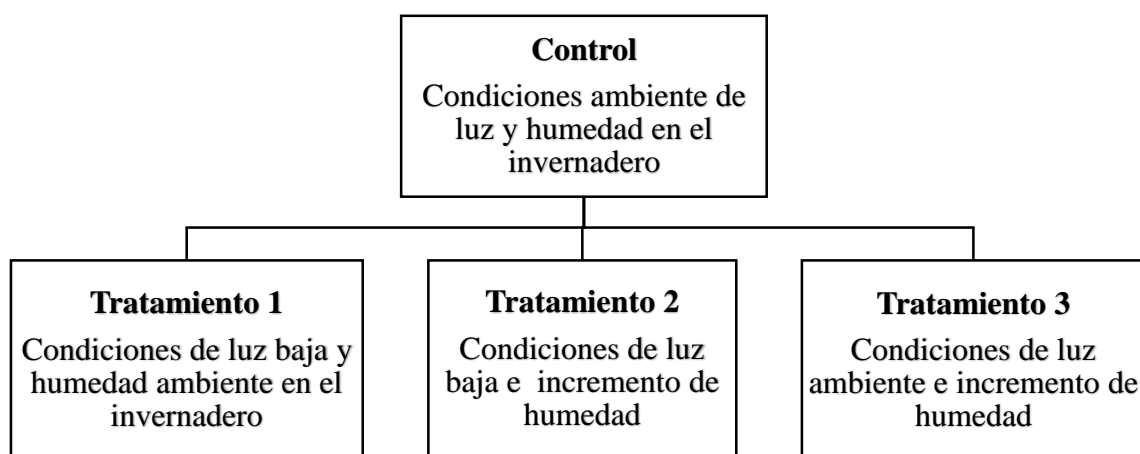 Control
Condiciones ambiente de
luz y humedad en el
invernadero
Tratamiento 1
Condiciones de luz baja y
humedad ambiente en el
invernadero
Tratamiento 2
Condiciones de luz
baja e incremento de
humedad
Tratamiento 3
Condiciones de luz
ambiente e incremento de
humedad